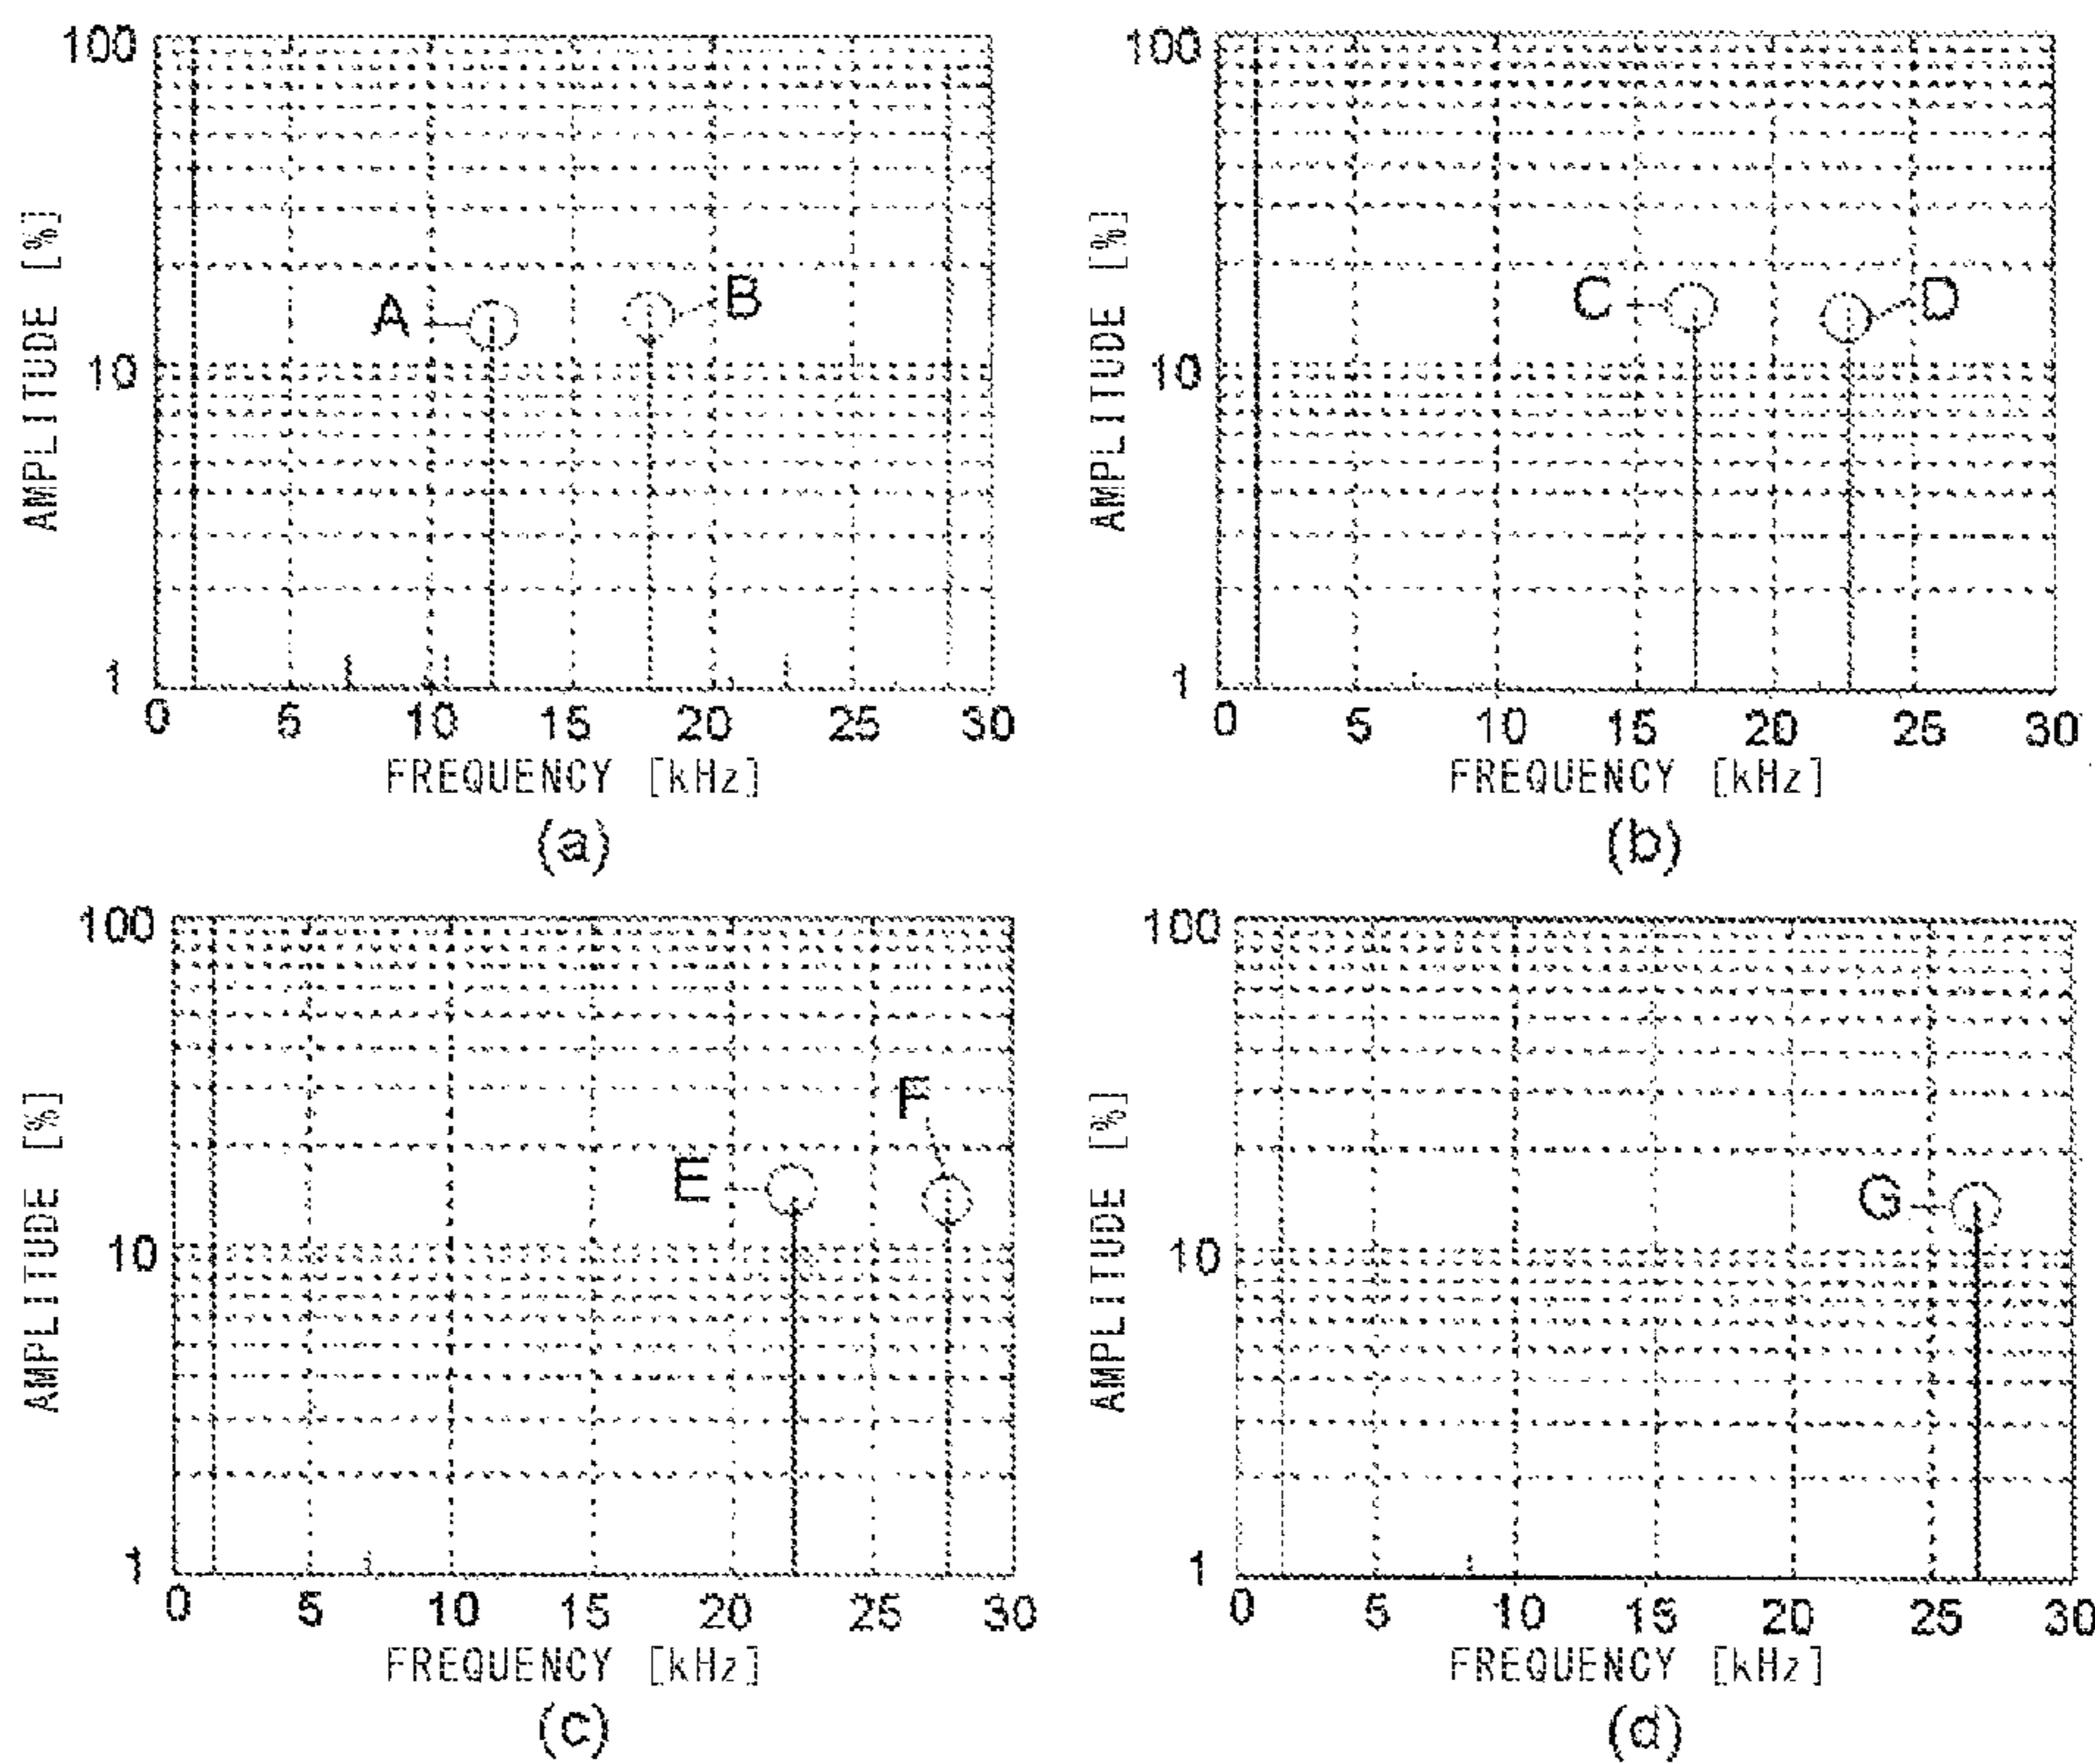 100
10
1
AMPLITUDE [%]
A
B
0 5 10 15 20 25 30
FREQUENCY [kHz]
(a)
100
10
1
AMPLITUDE [%]
C
D
0 5 10 15 20 25 30
FREQUENCY [kHz]
(b)
100
10
1
AMPLITUDE [%]
E
F
0 5 10 15 20 25 30
FREQUENCY [kHz]
(c)
100
10
1
AMPLITUDE [%]
G
0 5 10 15 20 25 30
FREQUENCY [kHz]
(d)